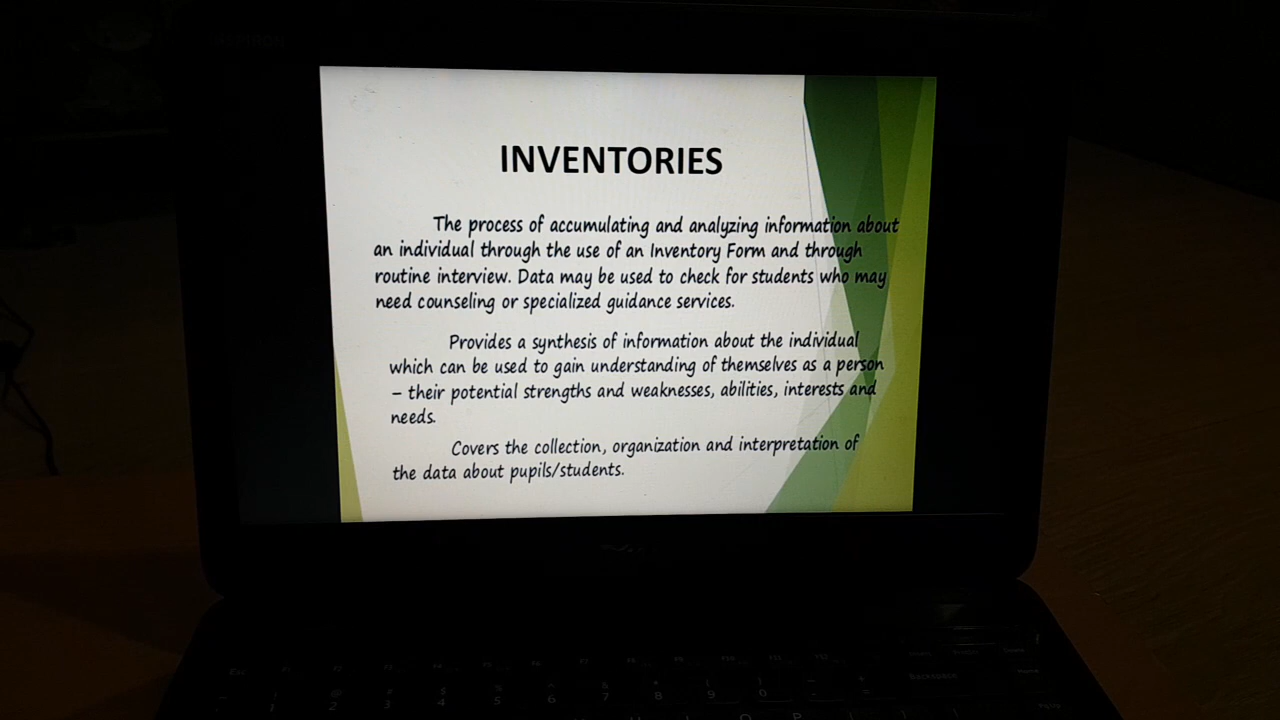 INVENTORIES
The process of accumulating and analyzing information about
an individual through the use of an Inventory Form and through
routine interview. Data may be used to check for students who may
need counseling or specialized guidance services.
Provides a synthesis of information about the individual
which can be used to gain understanding of themselves as a person
– their potential strengths and weaknesses, abilities, interests and
needs.
Covers the collection, organization and interpretation of
the data about pupils/students.
Esc
Backspace